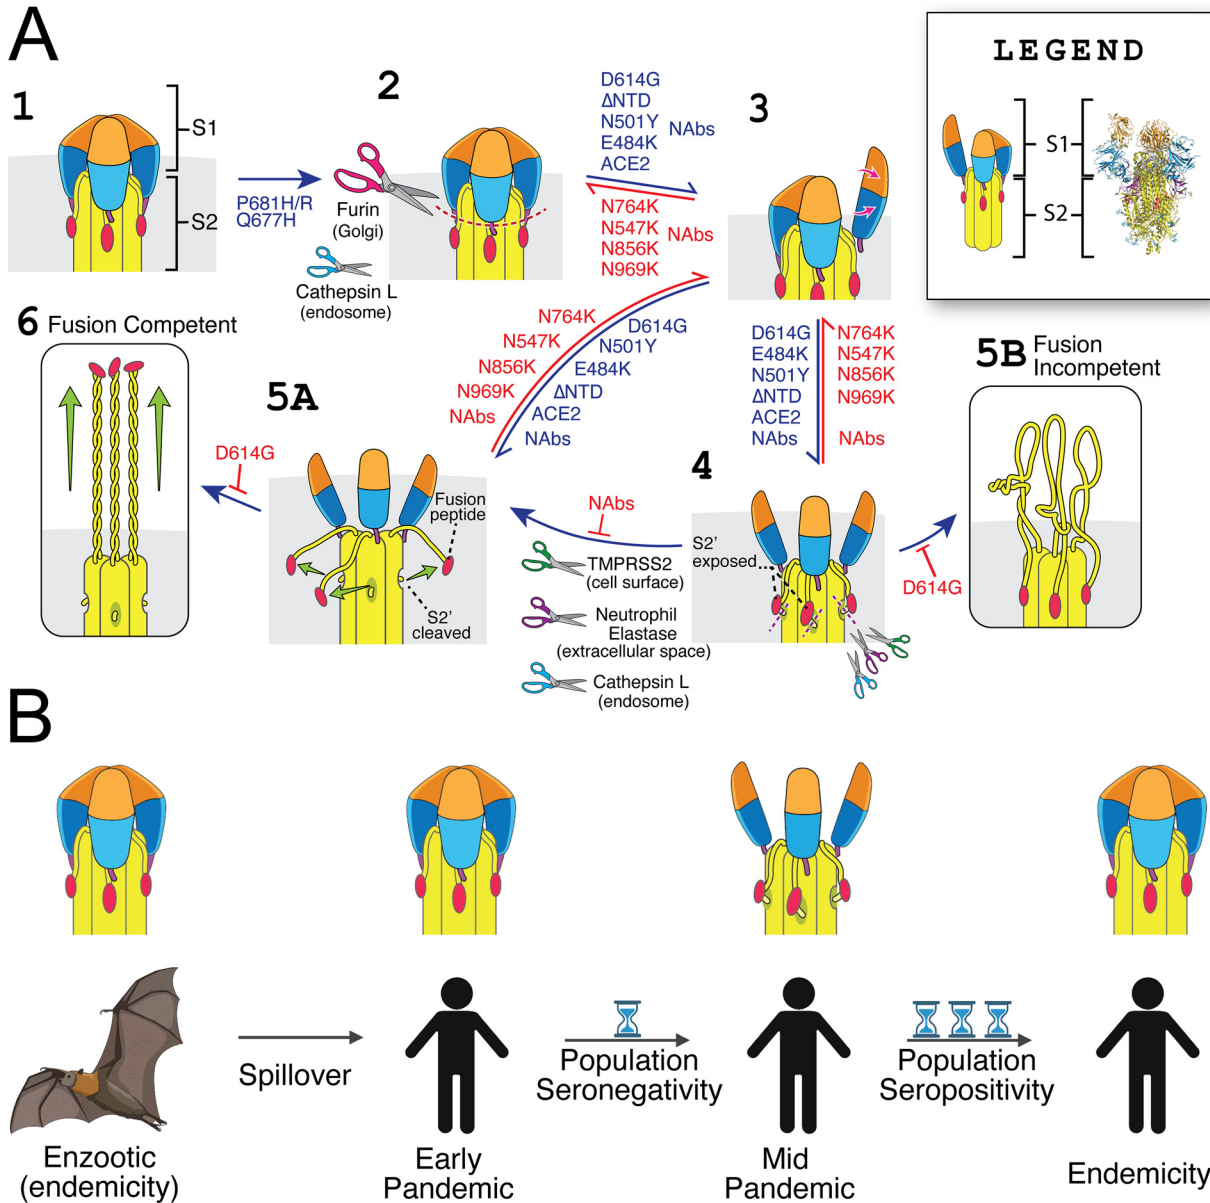 A
1
S1
S2
P681H/R
Q677H
2
Furin
(Golgi)
Cathepsin L
(endosome)
D614G
ΔNTD
N501Y
E484K
ACE2
NAbs
N764K
N547K
N856K
N969K
NAbs
3
LEGEND
S1
S2
6 Fusion Competent
D614G
5A
N764K
N547K
N856K
N969K
NAbs
D614G
N501Y
E484K
ΔNTD
ACE2
NAbs
D614G
E484K
N501Y
ΔNTD
ACE2
NAbs
N764K
N547K
N856K
N969K
NAbs
5B Fusion
Incompetent
Fusion
peptide
S2'
cleaved
NAbs
TMPRSS2
(cell surface)
Neutrophil
Elastase
(extracellular space)
Cathepsin L
(endosome)
4
S2'
exposed
D614G
B
Spillover
Population
Seronegativity
Population
Seropositivity
Enzootic
(endemicity)
Early
Pandemic
Mid
Pandemic
Endemicity